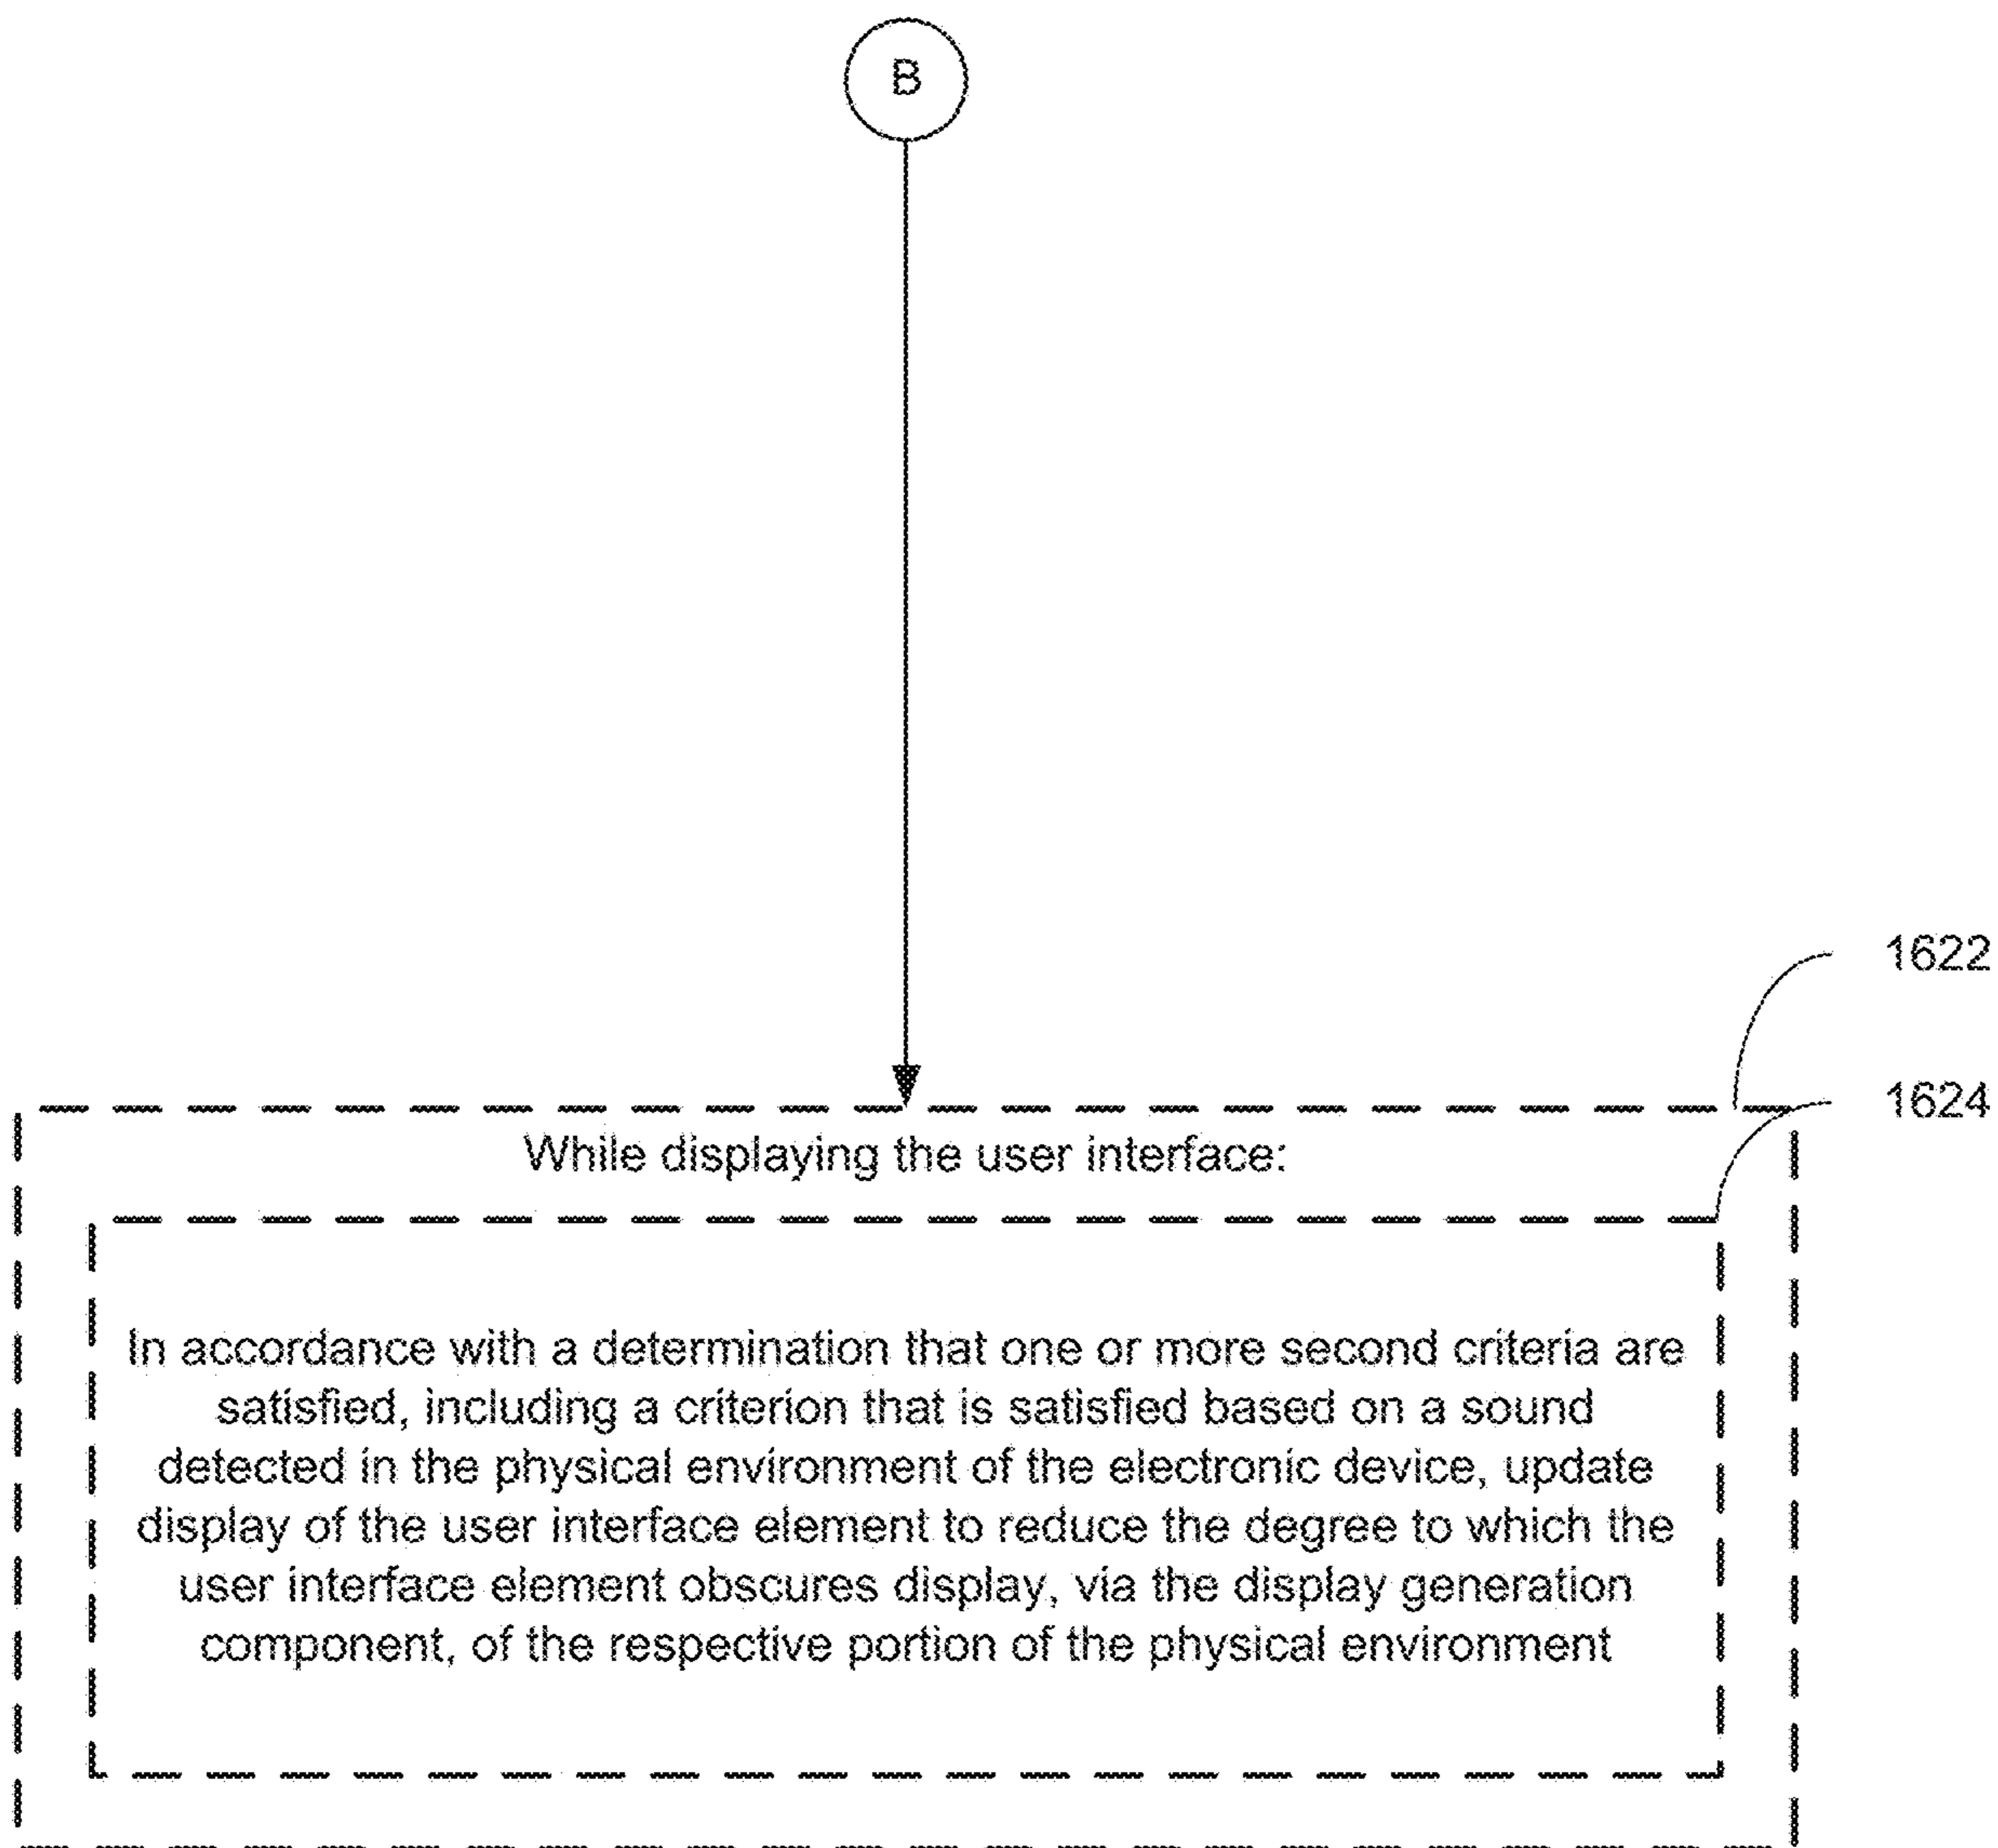 B
1622
1624
While displaying the user interface:
In accordance with a determination that one or more second criteria are
satisfied, including a criterion that is satisfied based on a sound
detected in the physical environment of the electronic device, update
display of the user interface element to reduce the degree to which the
user interface element obscures display, via the display generation
component, of the respective portion of the physical environment